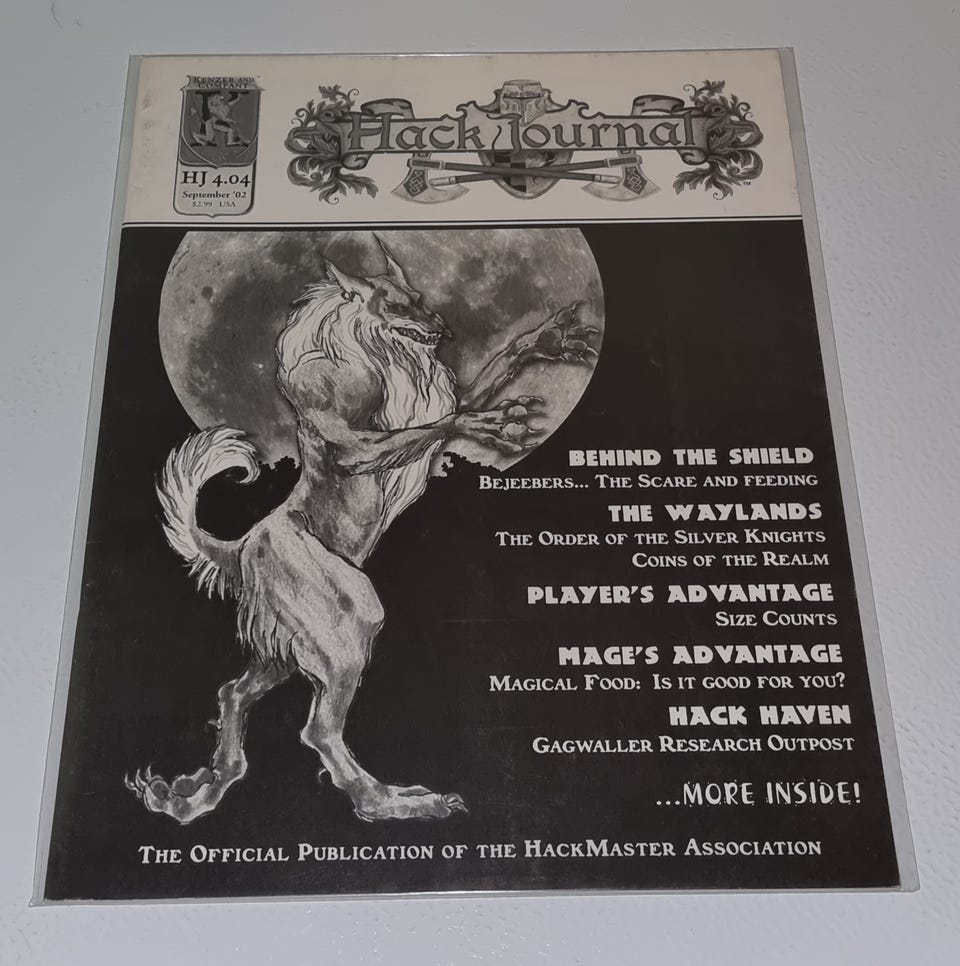 KENZER AND
COMPANY
HJ 4.04
September '02
$2.99 USA
Hack Journal
TM
BEHIND THE SHIELD
BEJEEBERS... THE SCARE AND FEEDING
THE WAYLANDS
THE ORDER OF THE SILVER KNIGHTS
COINS OF THE REALM
PLAYER'S ADVANTAGE
SIZE COUNTS
MAGE'S ADVANTAGE
MAGICAL FOOD: IS IT GOOD FOR YOU?
HACK HAVEN
GAGWALLER RESEARCH OUTPOST
...MORE INSIDE!
THE OFFICIAL PUBLICATION OF THE HACKMASTER ASSOCIATION